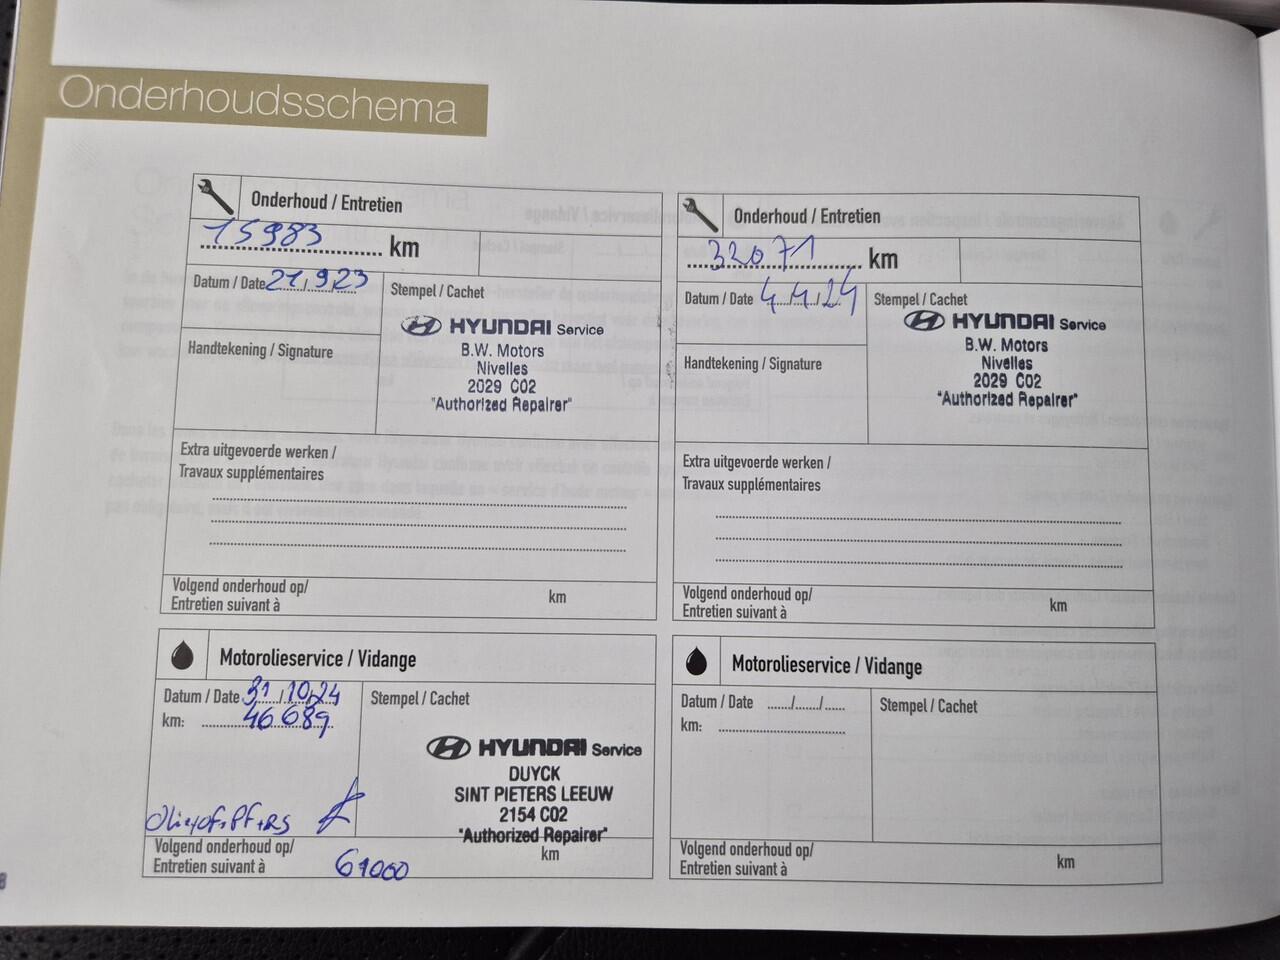 Onderhoudsschema
Onderhoud / Entretien
15983 km
Datum / Date 21/9/23
Stempel / Cachet
HYUNDAI Service
B.W. Motors
Nivelles
2029 C02
"Authorized Repairer"
Handtekening / Signature
Extra uitgevoerde werken /
Travaux supplémentaires
Volgend onderhoud op/
Entretien suivant à
km
Onderhoud / Entretien
32071 km
Datum / Date 4/4/24
Stempel / Cachet
HYUNDAI Service
B.W. Motors
Nivelles
2029 C02
"Authorized Repairer"
Handtekening / Signature
Extra uitgevoerde werken /
Travaux supplémentaires
Volgend onderhoud op/
Entretien suivant à
km
Motorolieservice / Vidange
Datum / Date 31/10/24
km: 46689
Stempel / Cachet
HYUNDAI Service
DUYCK
SINT PIETERS LEEUW
2154 C02
"Authorized Repairer"
Volgend onderhoud op/
Entretien suivant à 61000 km
Motorolieservice / Vidange
Datum / Date ..../..../....
km:
Stempel / Cachet
Volgend onderhoud op/
Entretien suivant à
km
8